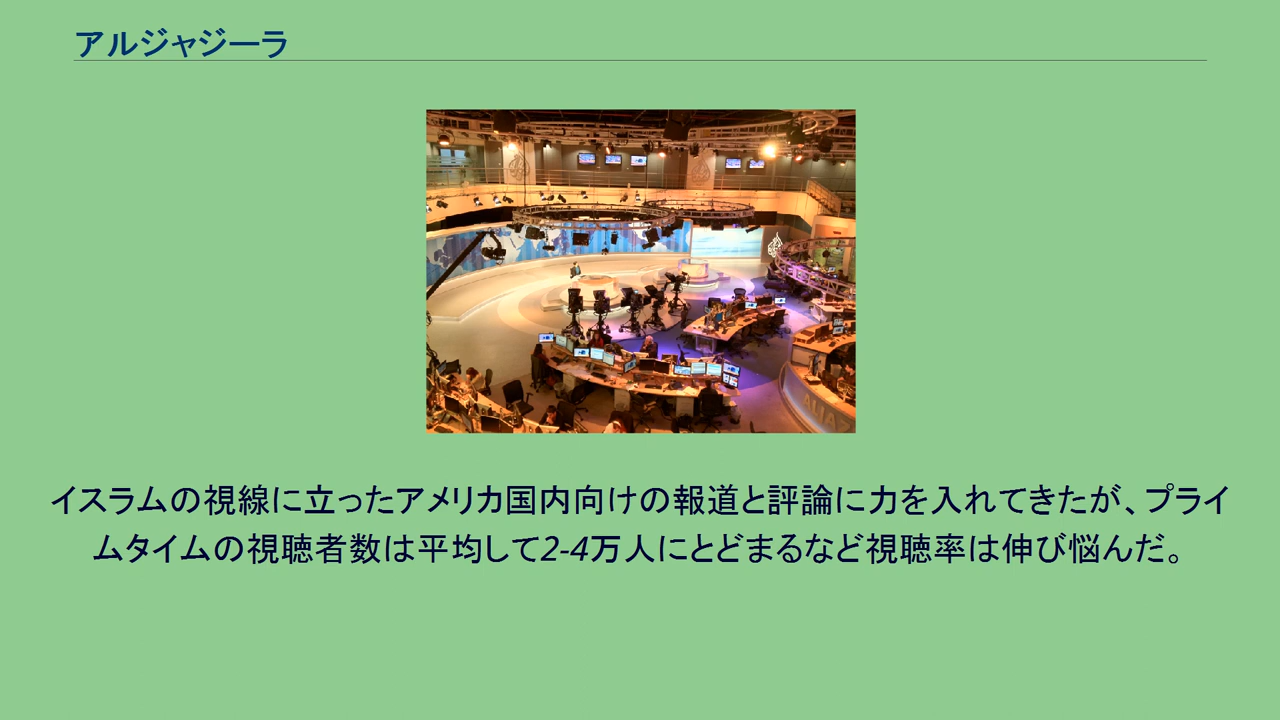 アルジャジーラ
イスラムの視線に立ったアメリカ国内向けの報道と評論に力を入れてきたが、プライ
ムタイムの視聴者数は平均して2-4万人にとどまるなど視聴率は伸び悩んだ。